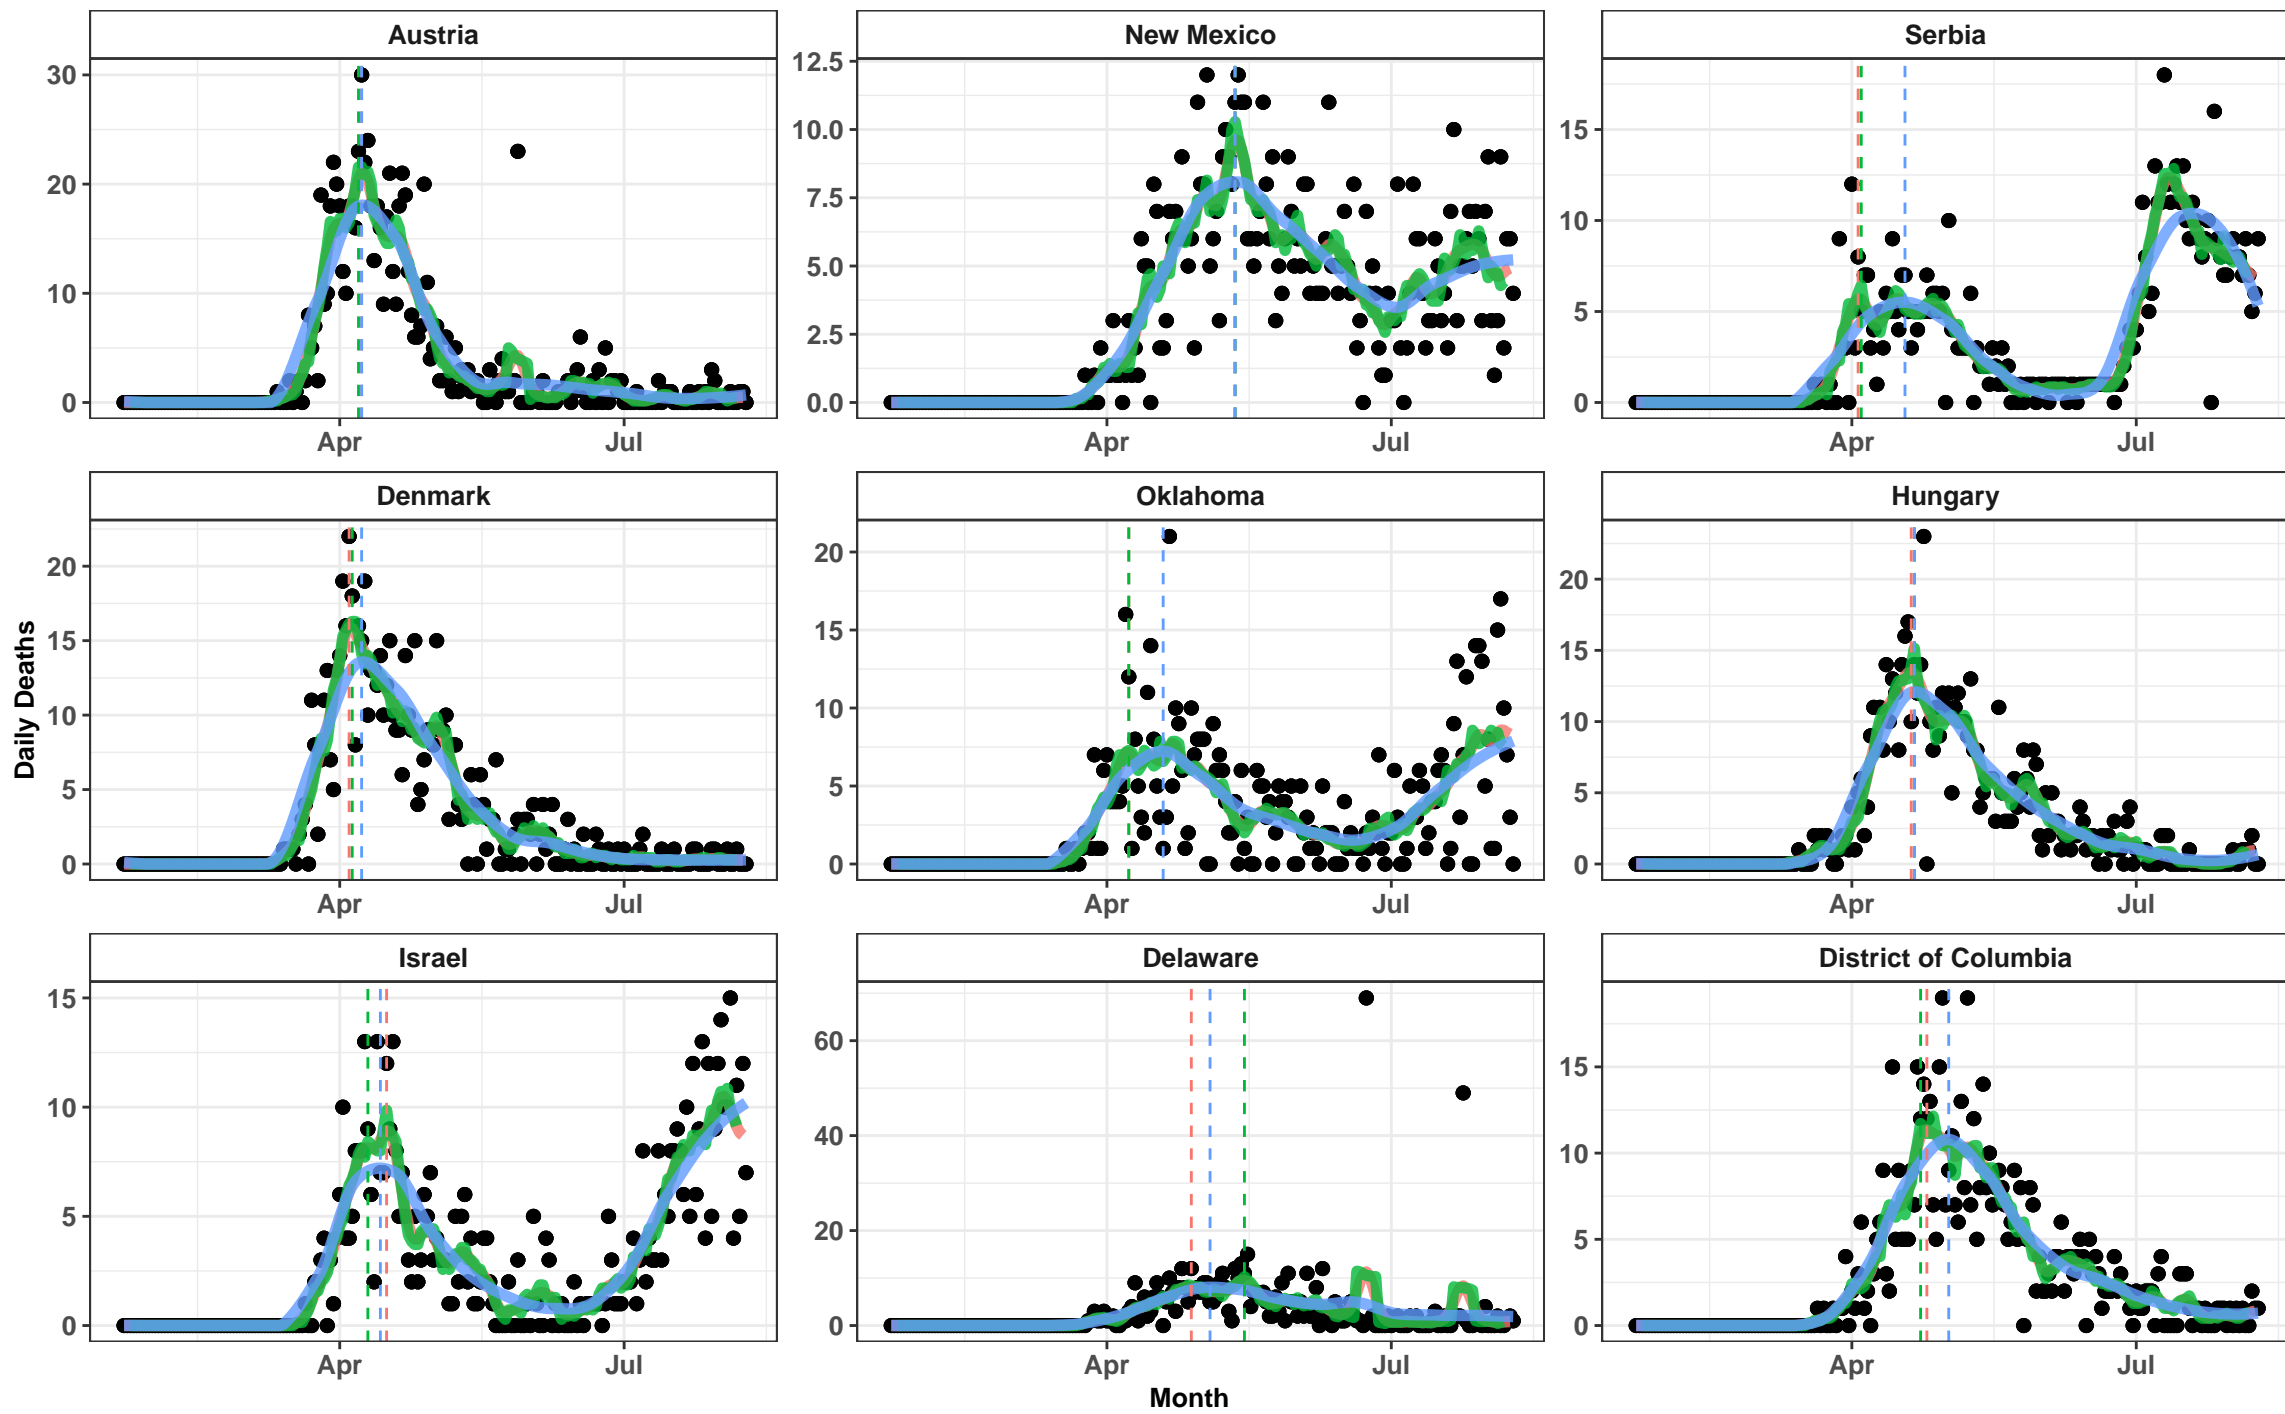 Austria
New Mexico
Serbia
30
20
10
0
Apr
Jul
12.5
10.0
7.5
5.0
2.5
0.0
Apr
Jul
15
10
5
0
Apr
Jul
Denmark
Oklahoma
Hungary
Daily Deaths
20
15
10
5
0
Apr
Jul
20
15
10
5
0
Apr
Jul
20
15
10
5
0
Apr
Jul
Israel
Delaware
District of Columbia
15
10
5
0
Apr
Jul
60
40
20
0
Apr
Jul
15
10
5
0
Apr
Jul
Month